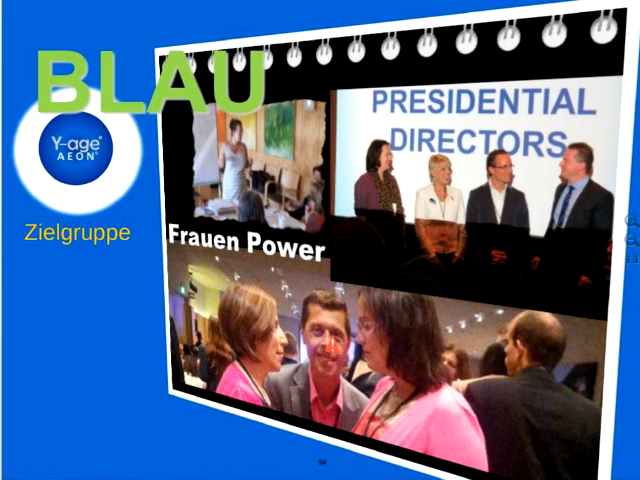 BLAU
Y-age®
AEON®
Zielgruppe
PRESIDENTIAL
DIRECTORS
Frauen Power
54